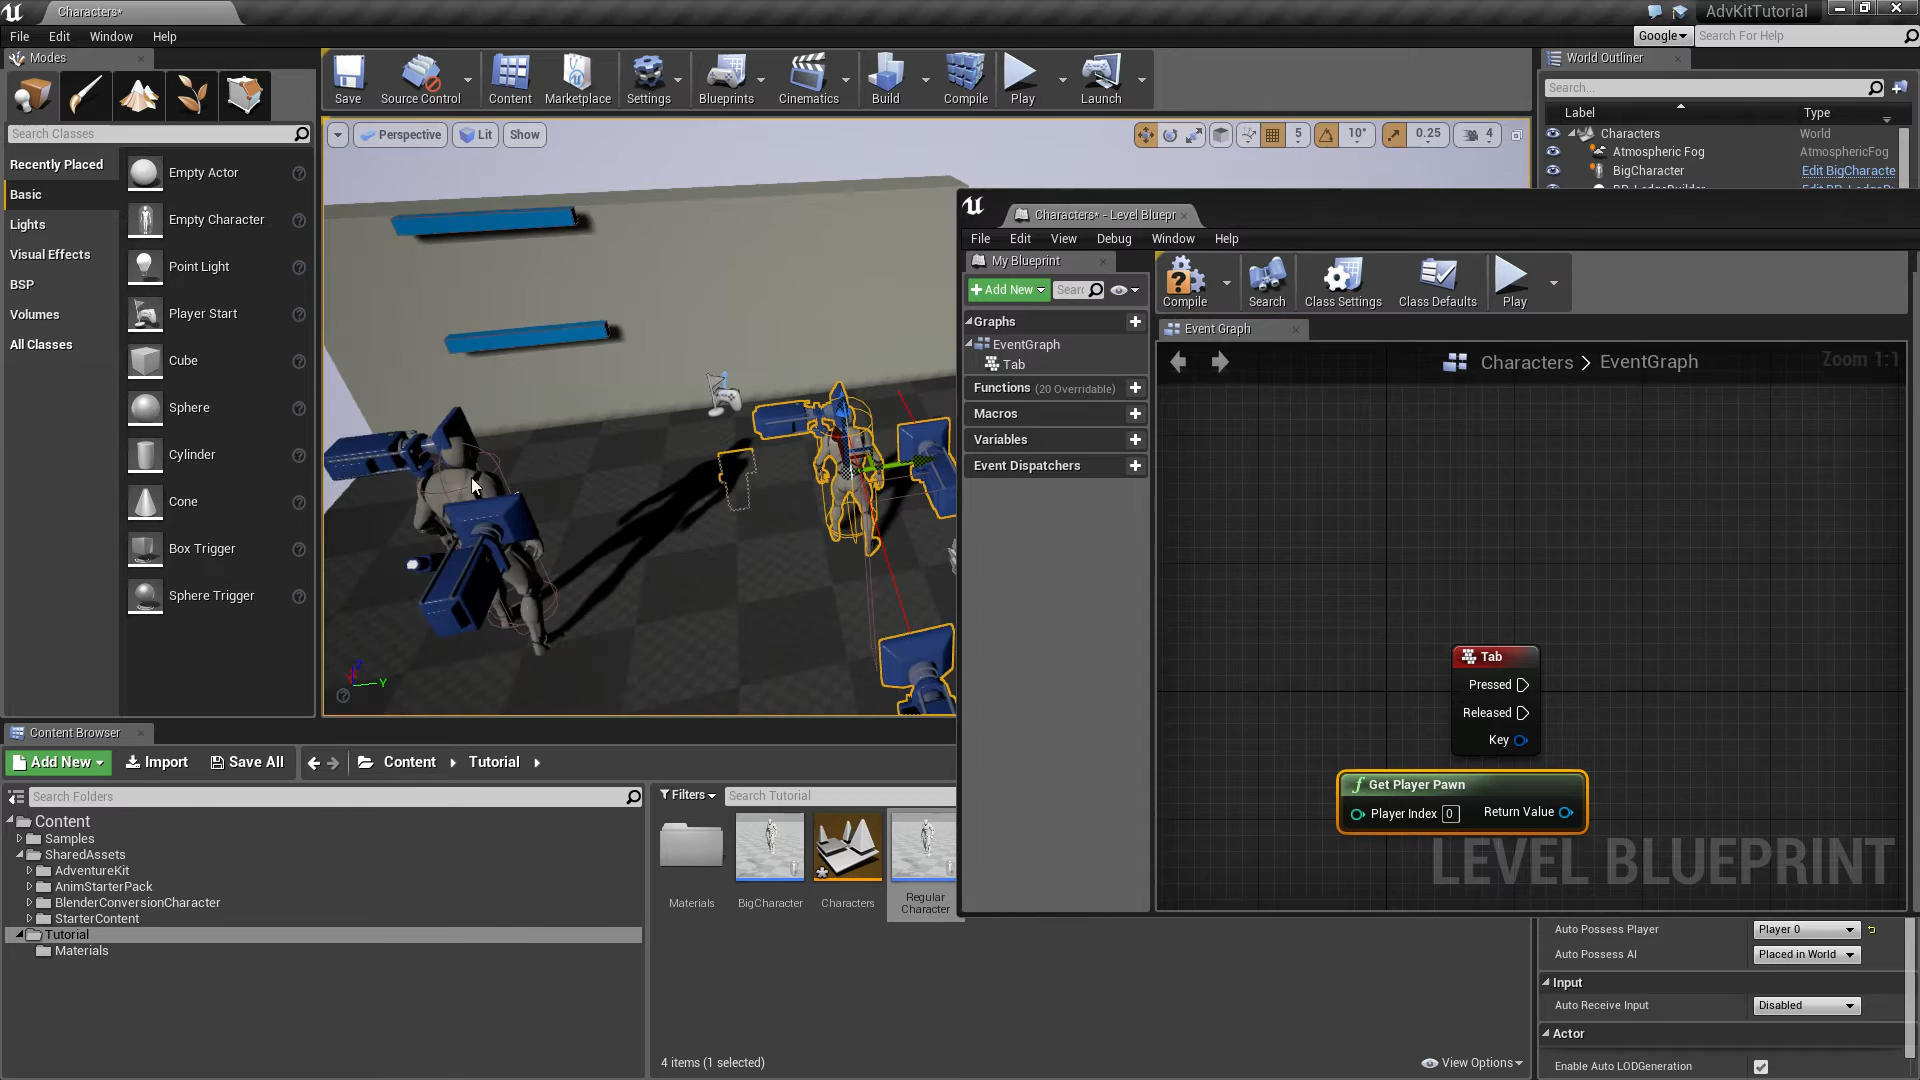 Characters*
AdvKitTutorial
File Edit Window Help
Google
Search For Help
Modes
Save
Source Control
Content
Marketplace
Settings
Blueprints
Cinematics
Build
Compile
Play
Launch
World Outliner
Search...
Label
Type
Characters World
Atmospheric Fog AtmosphericFog
BigCharacter Edit BigCharacte
Search Classes
Recently Placed
Basic
Lights
Visual Effects
BSP
Volumes
All Classes
Empty Actor
Empty Character
Point Light
Player Start
Cube
Sphere
Cylinder
Cone
Box Trigger
Sphere Trigger
Perspective
Lit
Show
5
10°
0.25
4
Y
Characters* - Level Bluepr
File Edit View Debug Window Help
My Blueprint
Add New
Searc
Graphs
EventGraph
Tab
Functions (20 Overridable)
Macros
Variables
Event Dispatchers
Compile
Search
Class Settings
Class Defaults
Play
Event Graph
Characters > EventGraph
Zoom 1:1
Tab
Pressed
Released
Key
Get Player Pawn
Player Index 0 Return Value
LEVEL BLUEPRINT
Content Browser
Add New
Import
Save All
Content
Tutorial
Search Folders
Content
Samples
SharedAssets
AdventureKit
AnimStarterPack
BlenderConversionCharacter
StarterContent
Tutorial
Materials
Filters
Search Tutorial
Materials
BigCharacter
Characters
Regular
Character
4 items (1 selected)
View Options
Auto Possess Player Player 0
Auto Possess AI Placed in World
Input
Auto Receive Input Disabled
Actor
Enable Auto LODGeneration